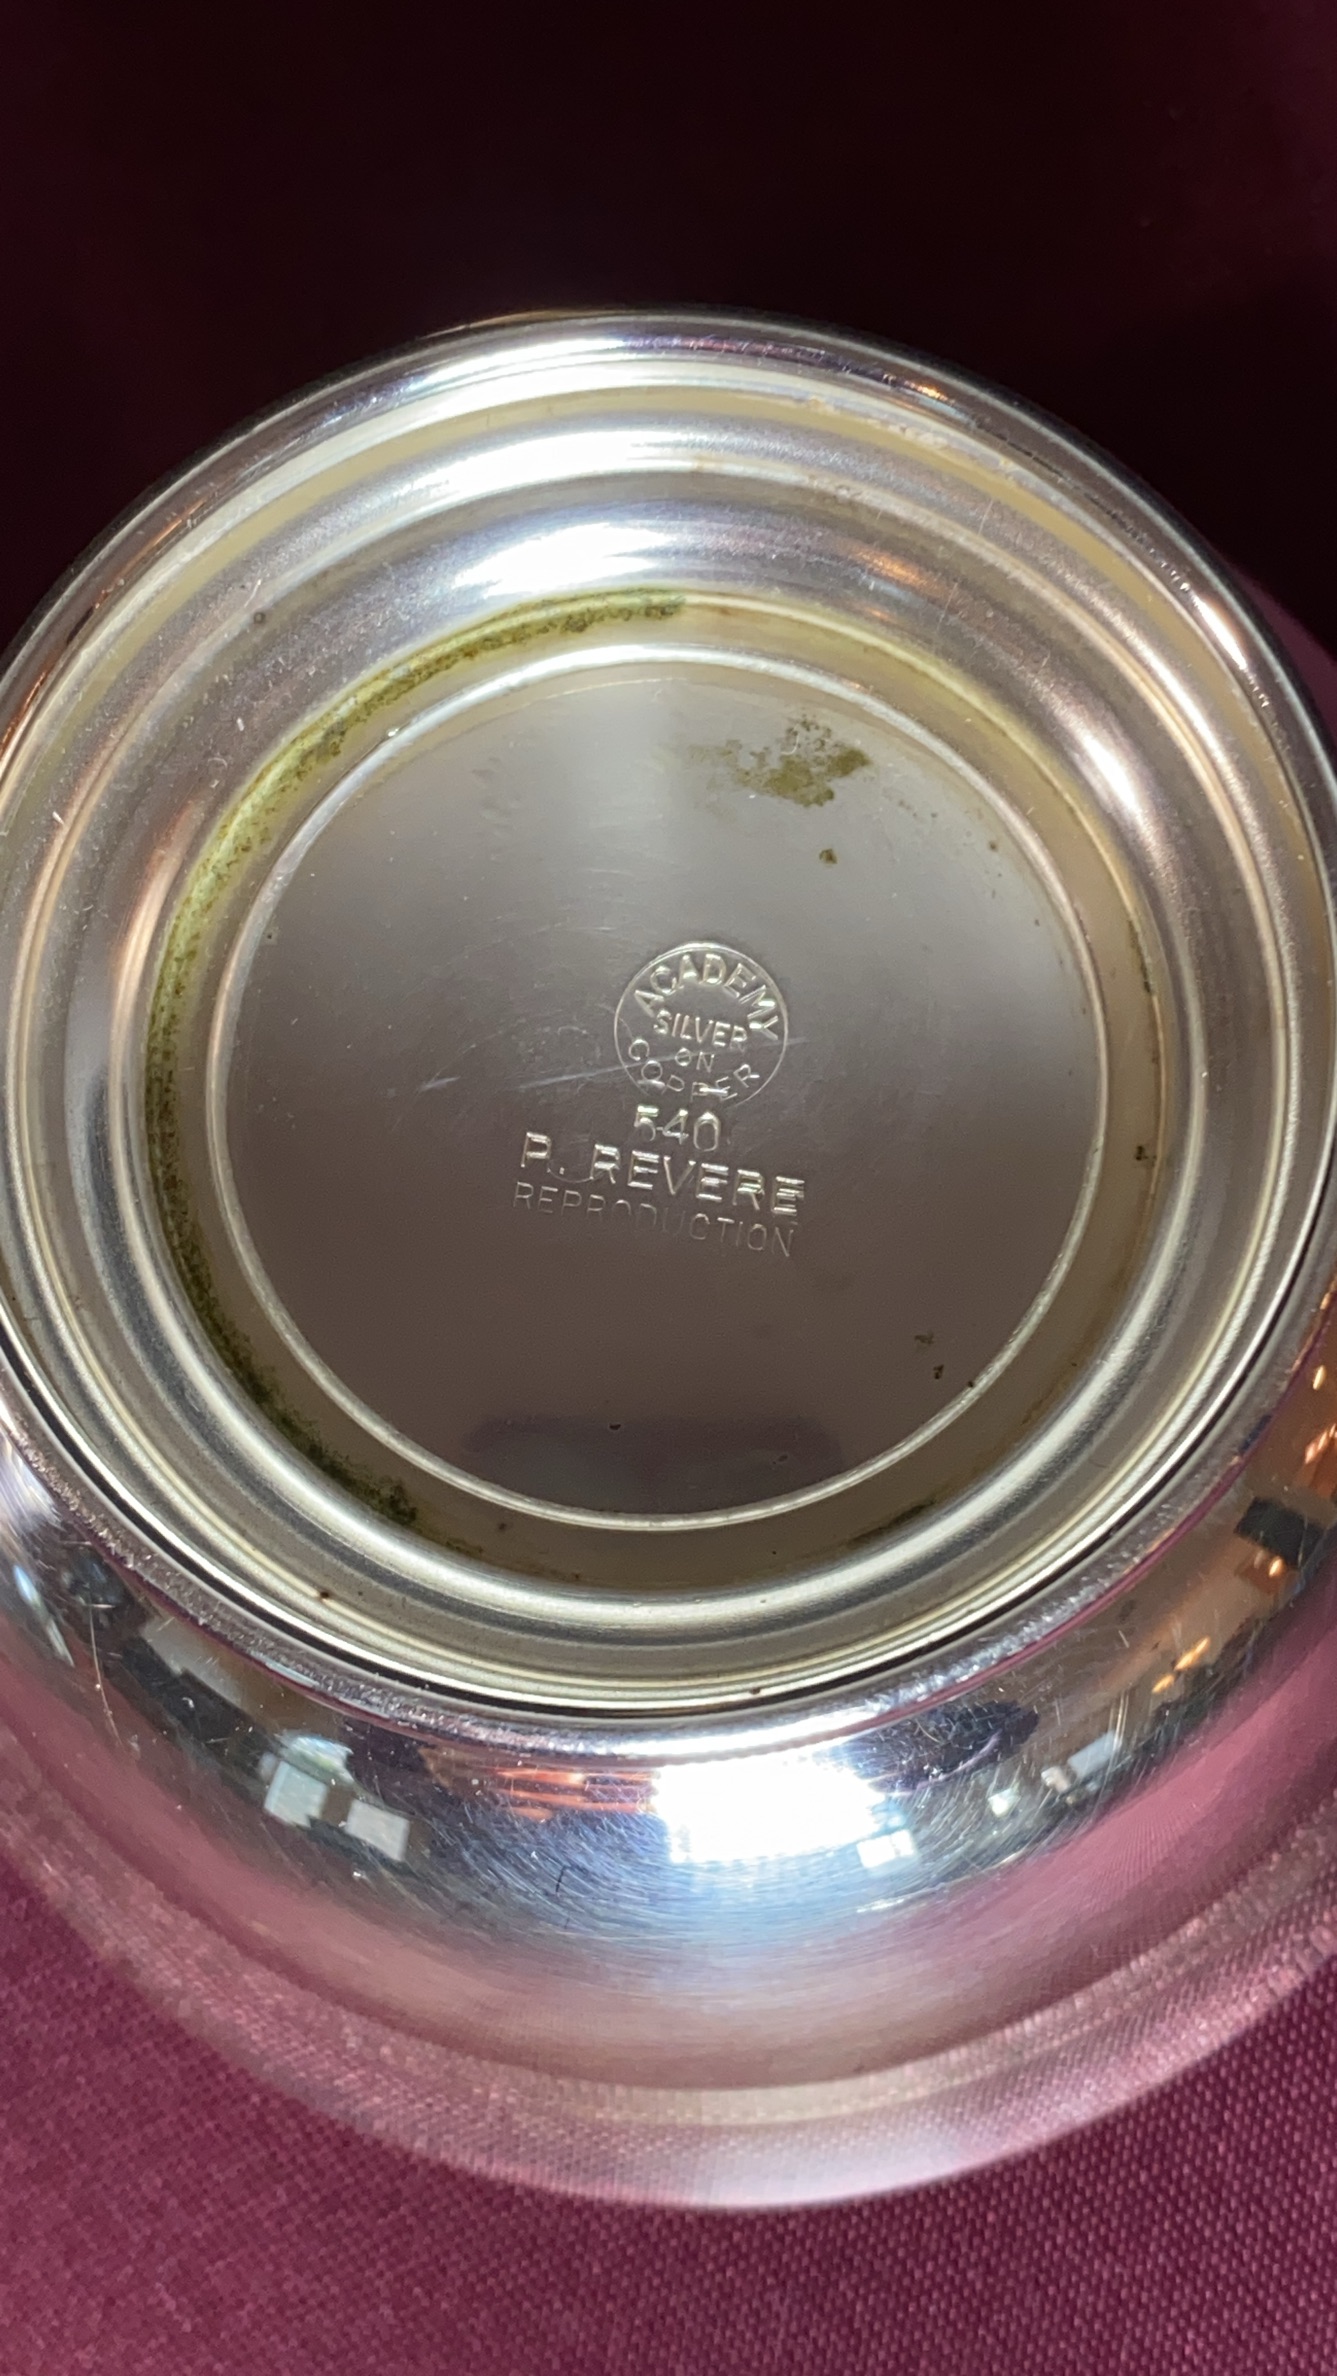 ACADEMY
SILVER
ON
COPPER
540
P. REVERE
REPRODUCTION